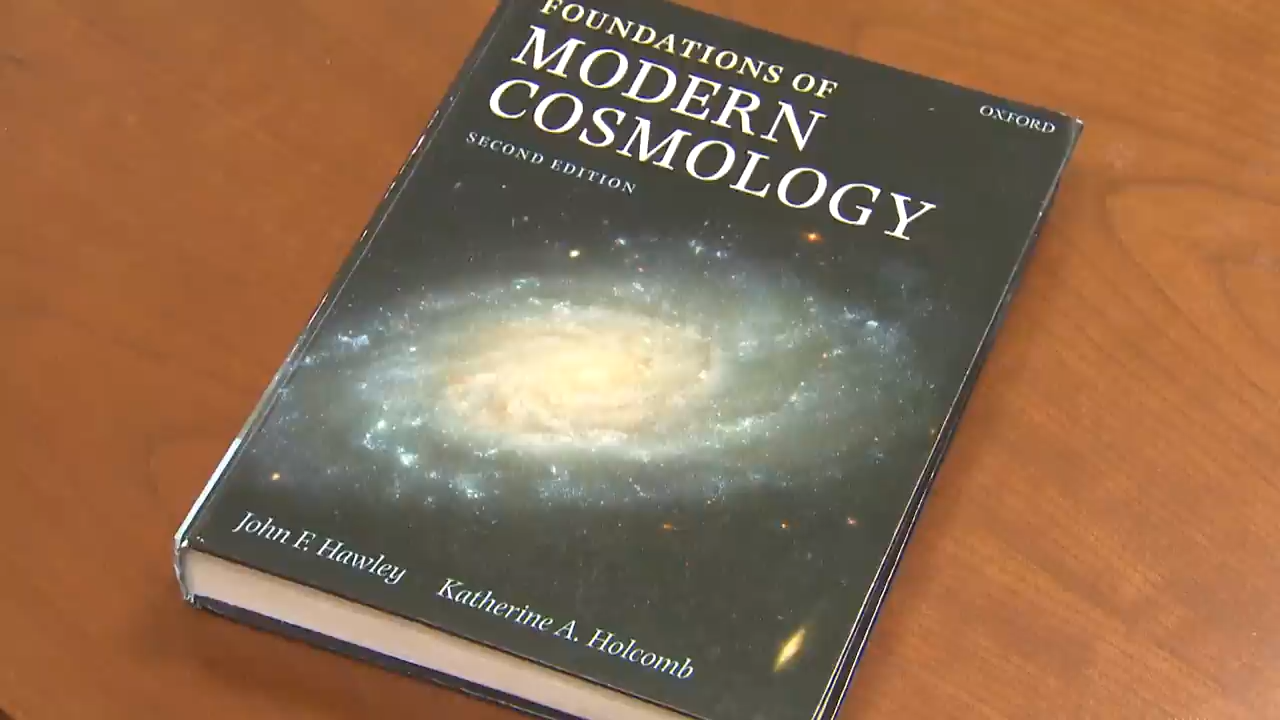 FOUNDATIONS OF
MODERN
COSMOLOGY
OXFORD
SECOND EDITION
John F. Hawley Katherine A. Holcomb